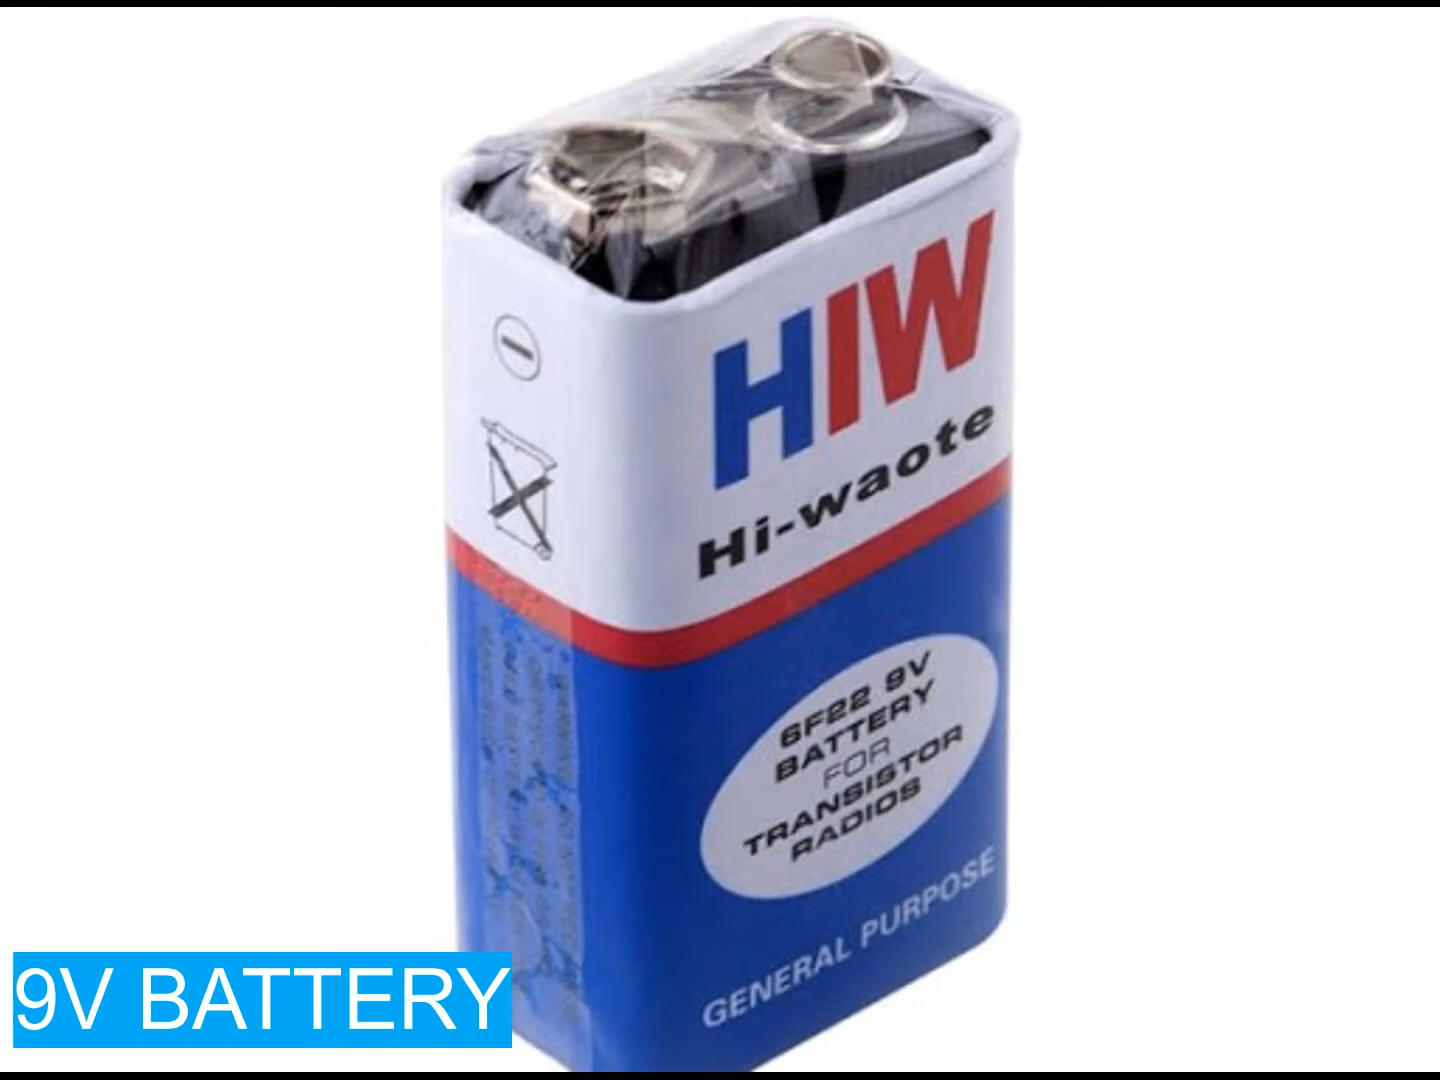 HIW
Hi-waote
6F22 9V
BATTERY
FOR
TRANSISTOR
RADIOS
GENERAL PURPOSE
9V BATTERY